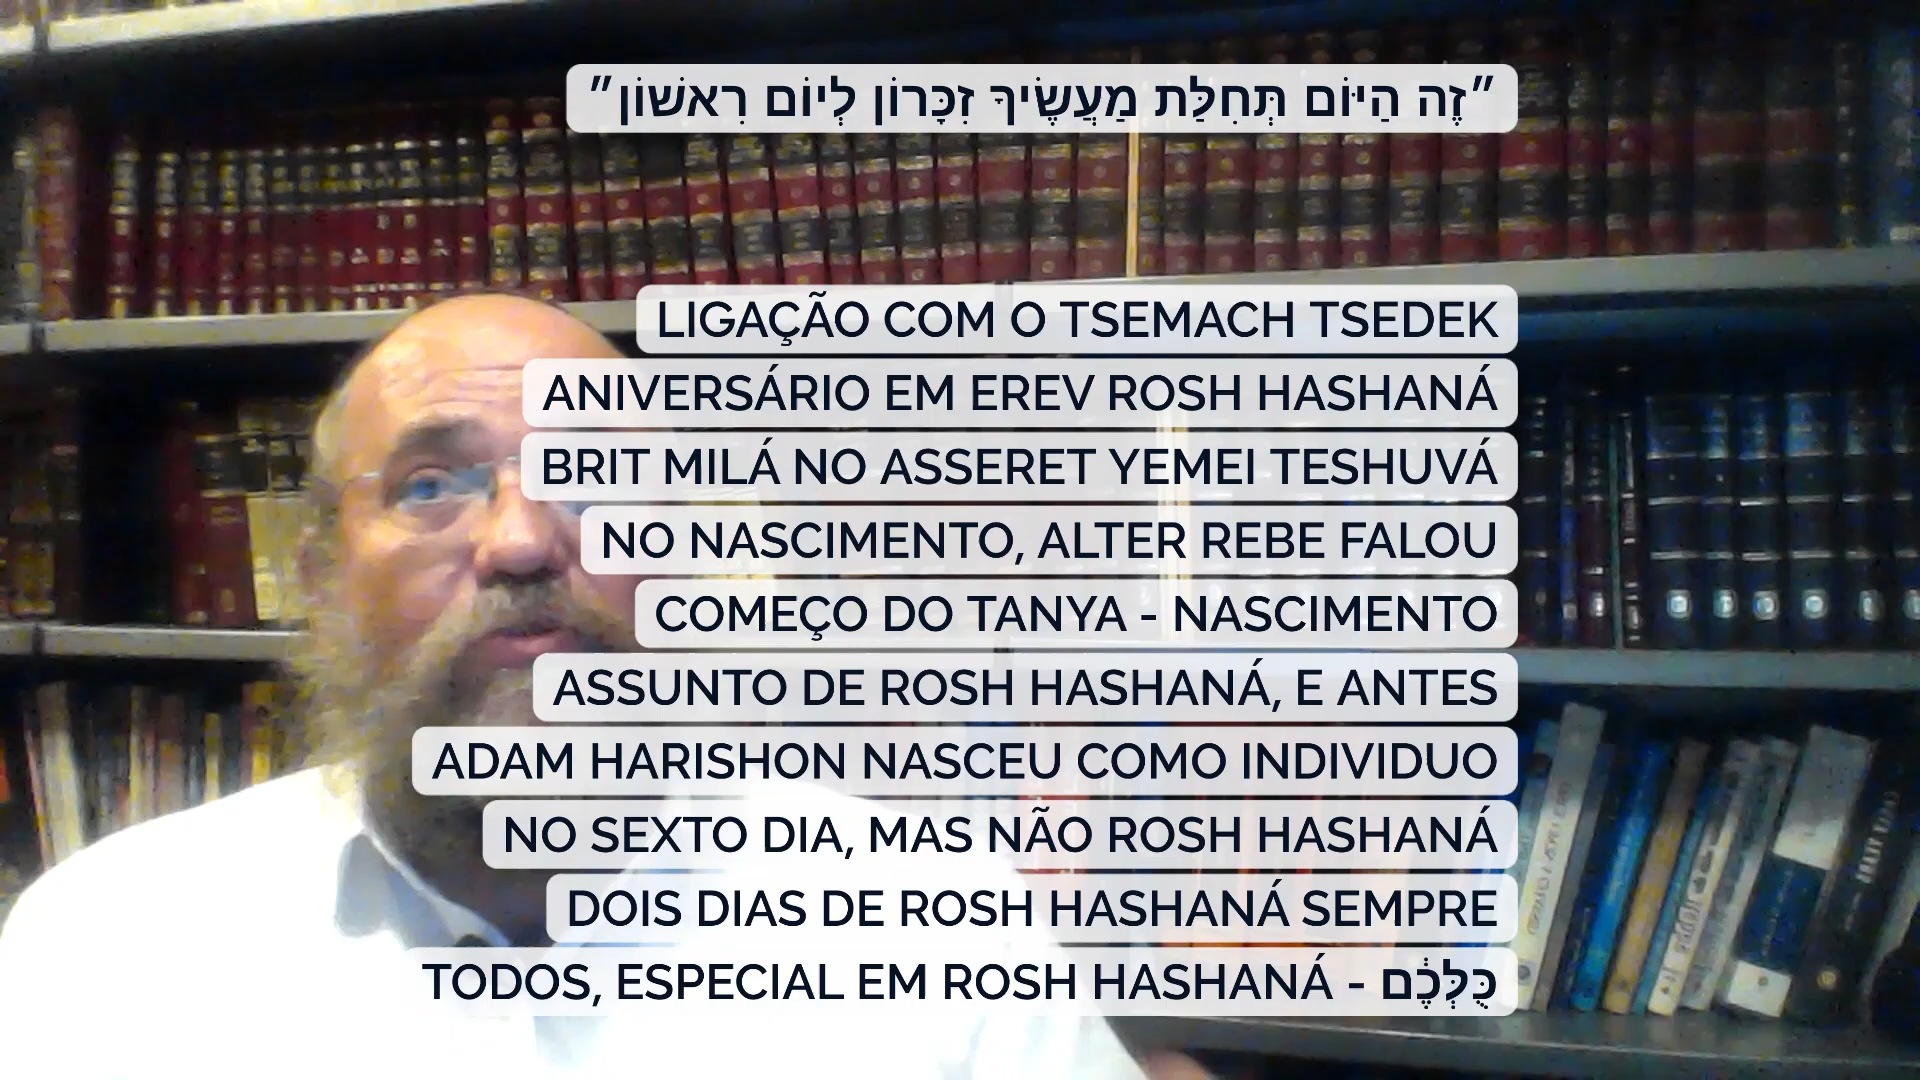 "זֶה הַיּוֹם תְּחִלַּת מַעֲשֶׂיךָ זִכָּרוֹן לְיוֹם רִאשׁוֹן"
LIGAÇÃO COM O TSEMACH TSEDEK
ANIVERSÁRIO EM EREV ROSH HASHANÁ
BRIT MILÁ NO ASSERET YEMEI TESHUVÁ
NO NASCIMENTO, ALTER REBE FALOU
COMEÇO DO TANYA - NASCIMENTO
ASSUNTO DE ROSH HASHANÁ, E ANTES
ADAM HARISHON NASCEU COMO INDIVIDUO
NO SEXTO DIA, MAS NÃO ROSH HASHANÁ
DOIS DIAS DE ROSH HASHANÁ SEMPRE
TODOS, ESPECIAL EM ROSH HASHANÁ - כֻּלְּכֶ֔ם